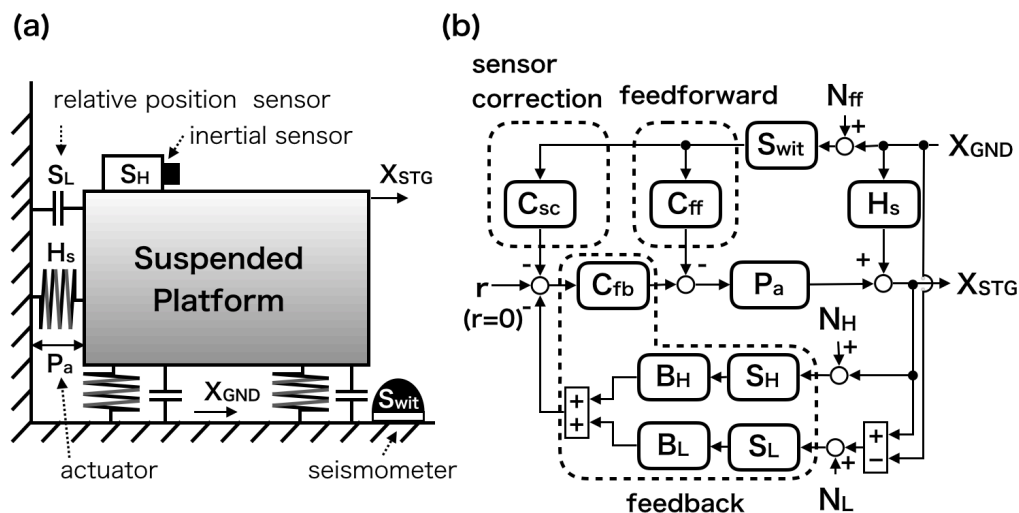 (a)
relative position sensor
inertial sensor
SL
SH
XSTG
Hs
Suspended
Platform
Pa
XGND
Swit
actuator
seismometer
(b)
sensor
correction
feedforward
Nff
+
+
Swit
XGND
Csc
Cff
Hs
-
-
+
+
r
(r=0)
-
Cfb
Pa
XSTG
NH
+
+
BH
SH
+
+
BL
SL
+
+
NL
+
−
feedback